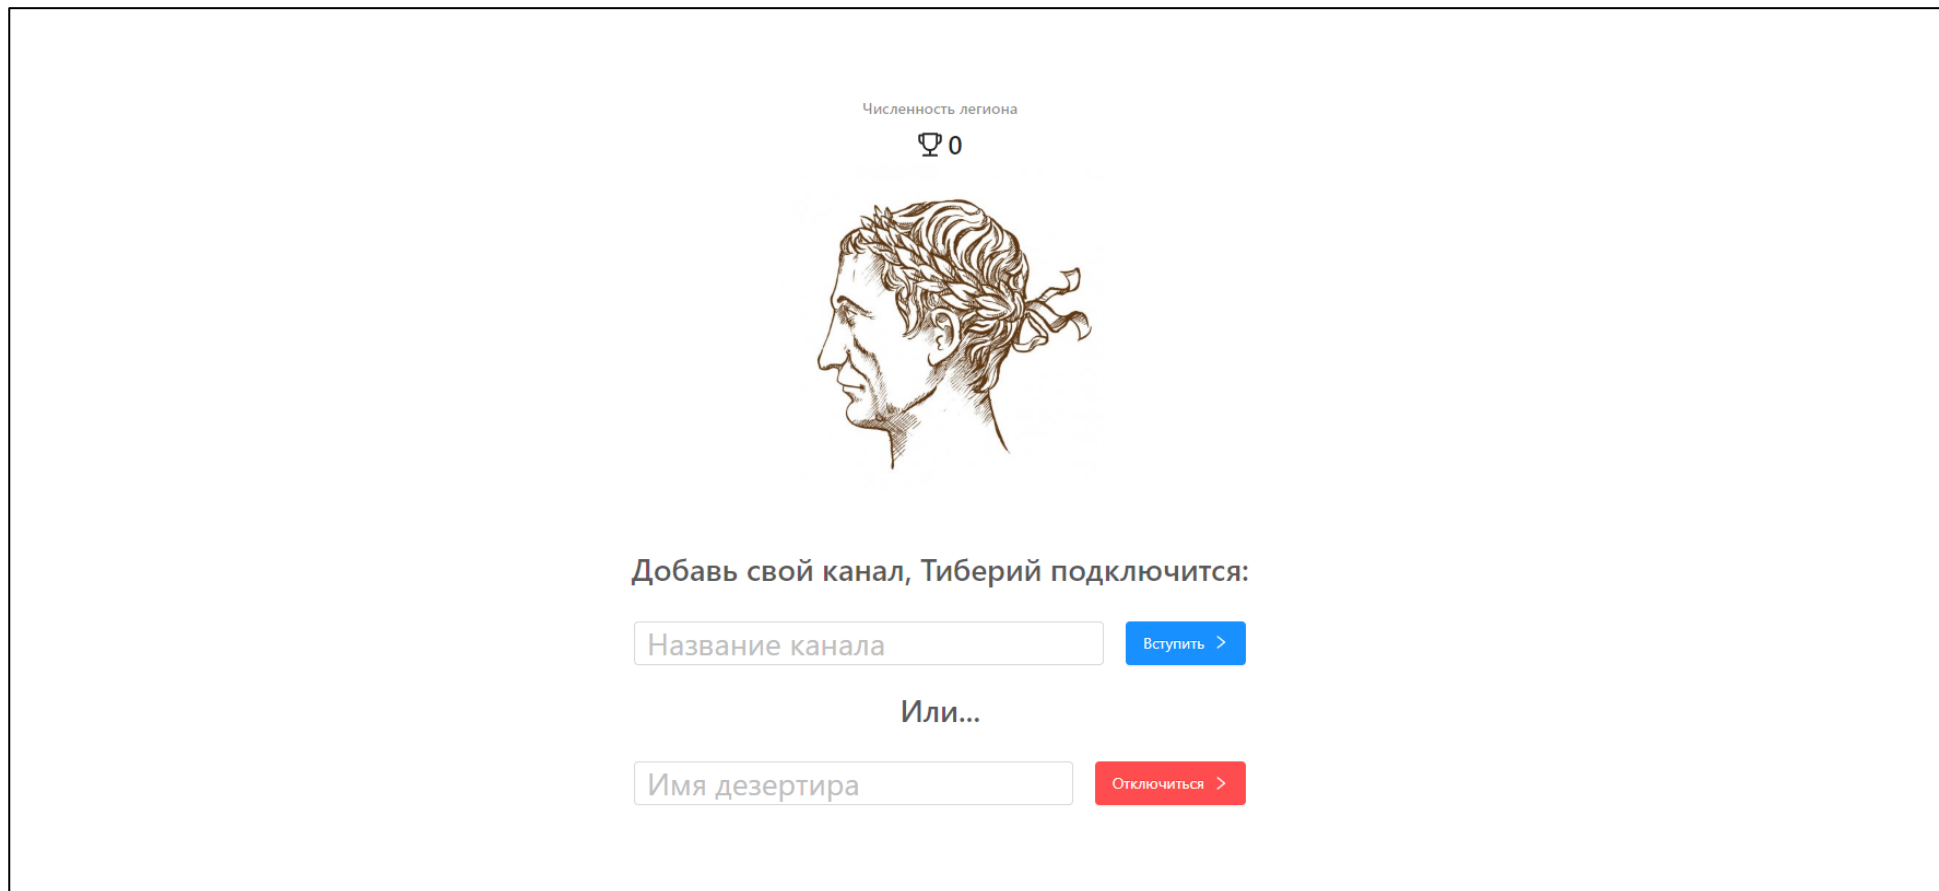 Численность легиона
0
Добавь свой канал, Тиберий подключится:
Название канала
Вступить
Или...
Имя дезертира
Отключиться